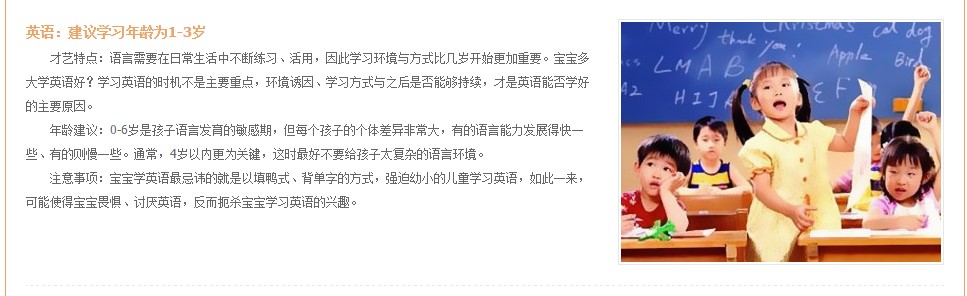 英语：建议学习年龄为1-3岁
才艺特点：语言需要在日常生活中不断练习、活用，因此学习环境与方式比几岁开始更加重要。宝宝多
大学英语好？学习英语的时机不是主要重点，环境诱因、学习方式与之后是否能够持续，才是英语能否学好
的主要原因。
年龄建议：0-6岁是孩子语言发育的敏感期，但每个孩子的个体差异非常大，有的语言能力发展得快一
些、有的则慢一些。通常，4岁以内更为关键，这时最好不要给孩子太复杂的语言环境。
注意事项：宝宝学英语最忌讳的就是以填鸭式、背单字的方式，强迫幼小的儿童学习英语，如此一来，
可能使得宝宝畏惧、讨厌英语，反而扼杀宝宝学习英语的兴趣。
Merry Christmas cat dog
thank you!
Apple Bird
L M A B
H I J